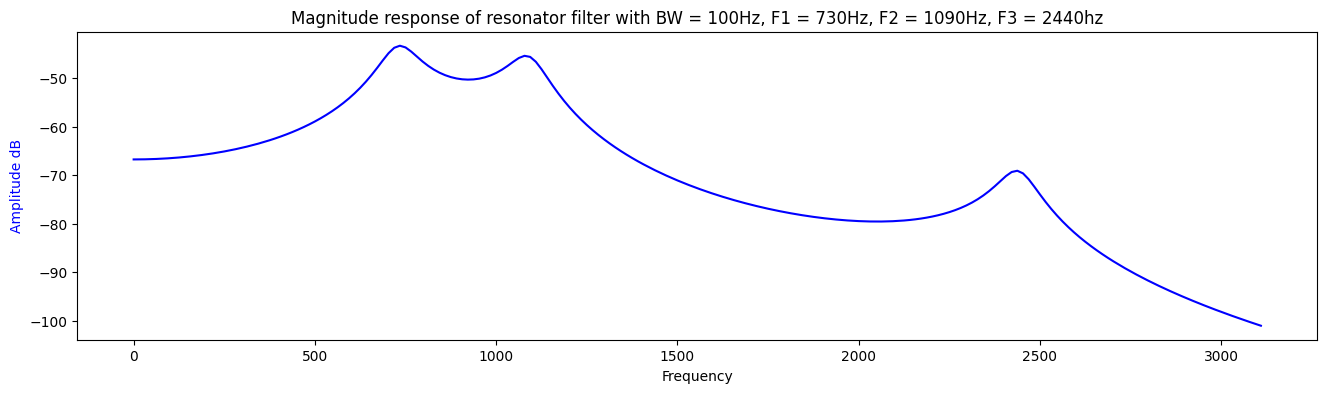 Magnitude response of resonator filter with BW = 100Hz, F1 = 730Hz, F2 = 1090Hz, F3 = 2440hz
Amplitude dB
−50
−60
−70
−80
−90
−100
0 500 1000 1500 2000 2500 3000
Frequency